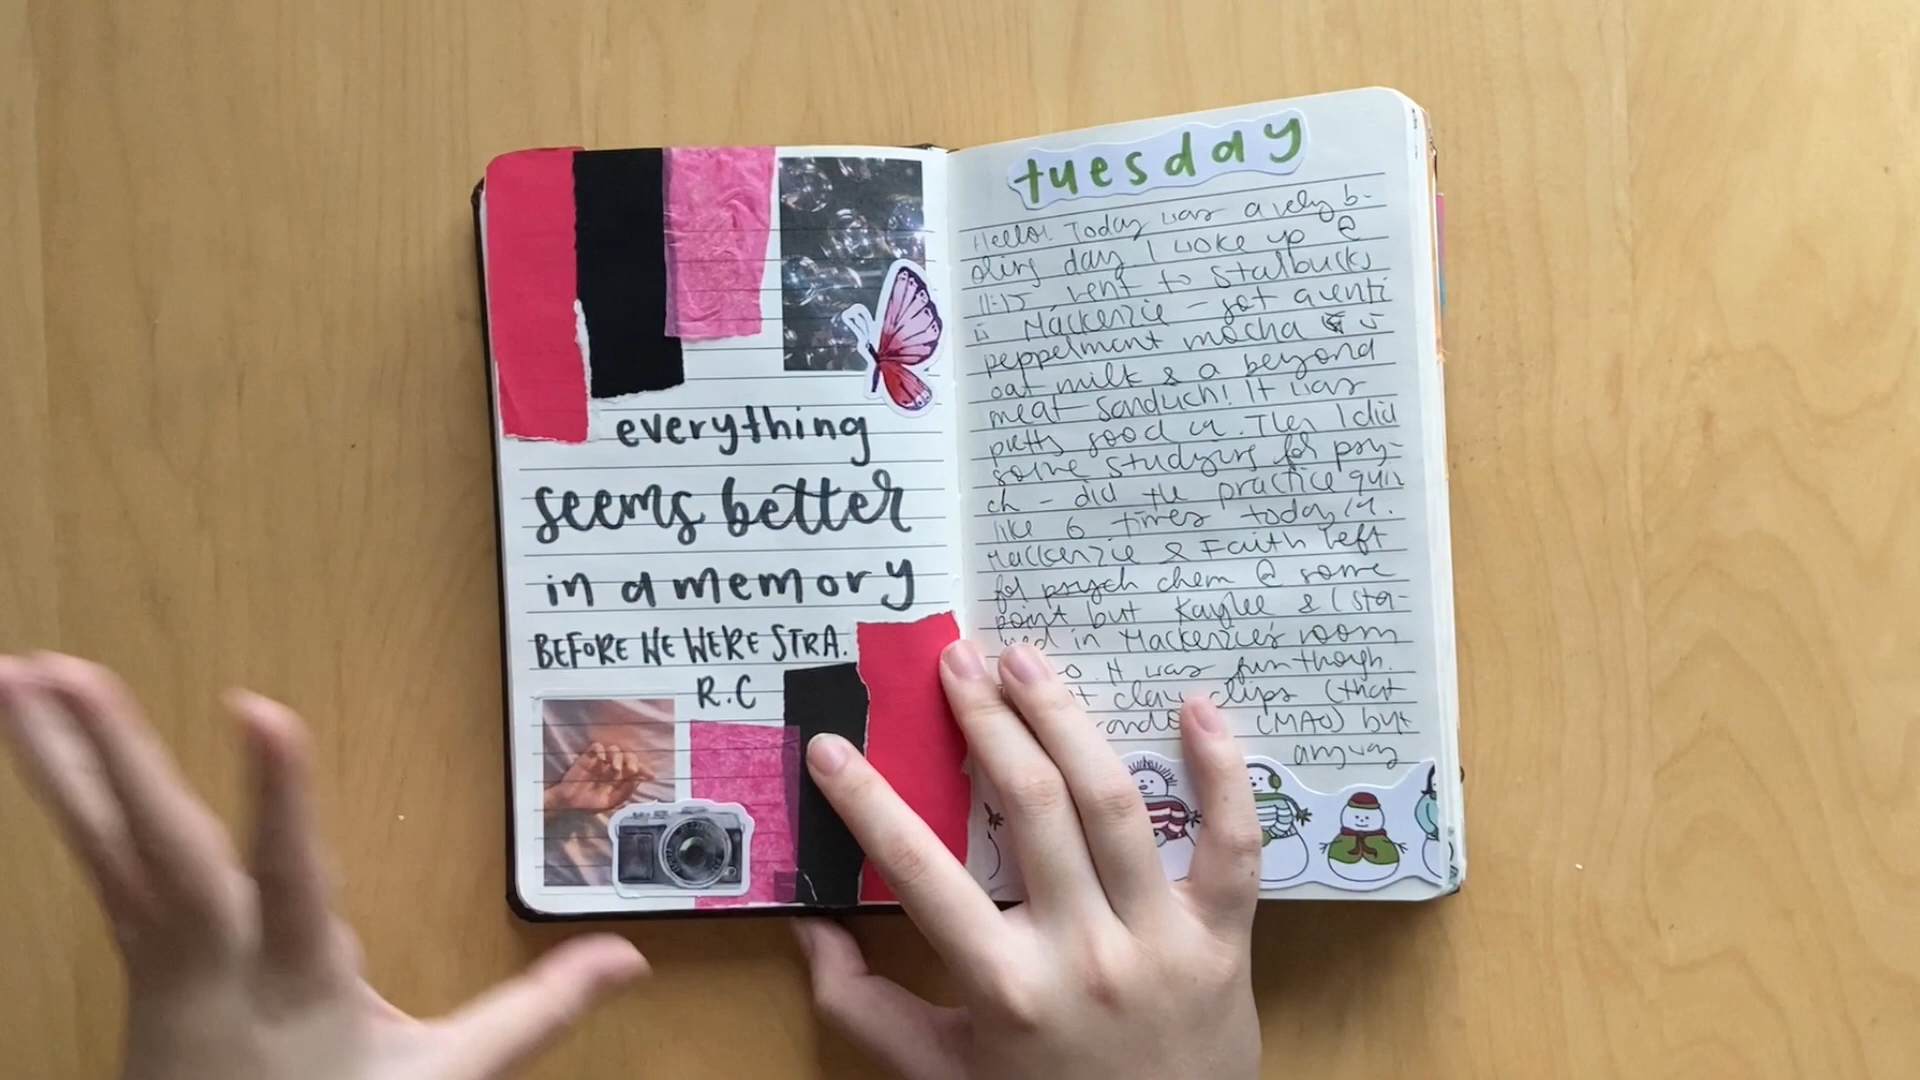 everything
seems better
in a memory
BEFORE WE WERE STRA.
R.C
tuesday
Hello! Today was a very b-
oring day I woke up @
11:15, went to Starbucks
Mackenzie - got a venti
peppermint mocha
oat milk & a beyond
meat sandwich! It was
pretty good Then I did
some studying for psy-
ch - did the practice quiz
like 6 times today
Mackenzie & Faith left
for psych chem @ some
point but Kaylee & I sta-
yed in Mackenzie's room
It was fun though.
claw clips (that
(MAO) but
anyway